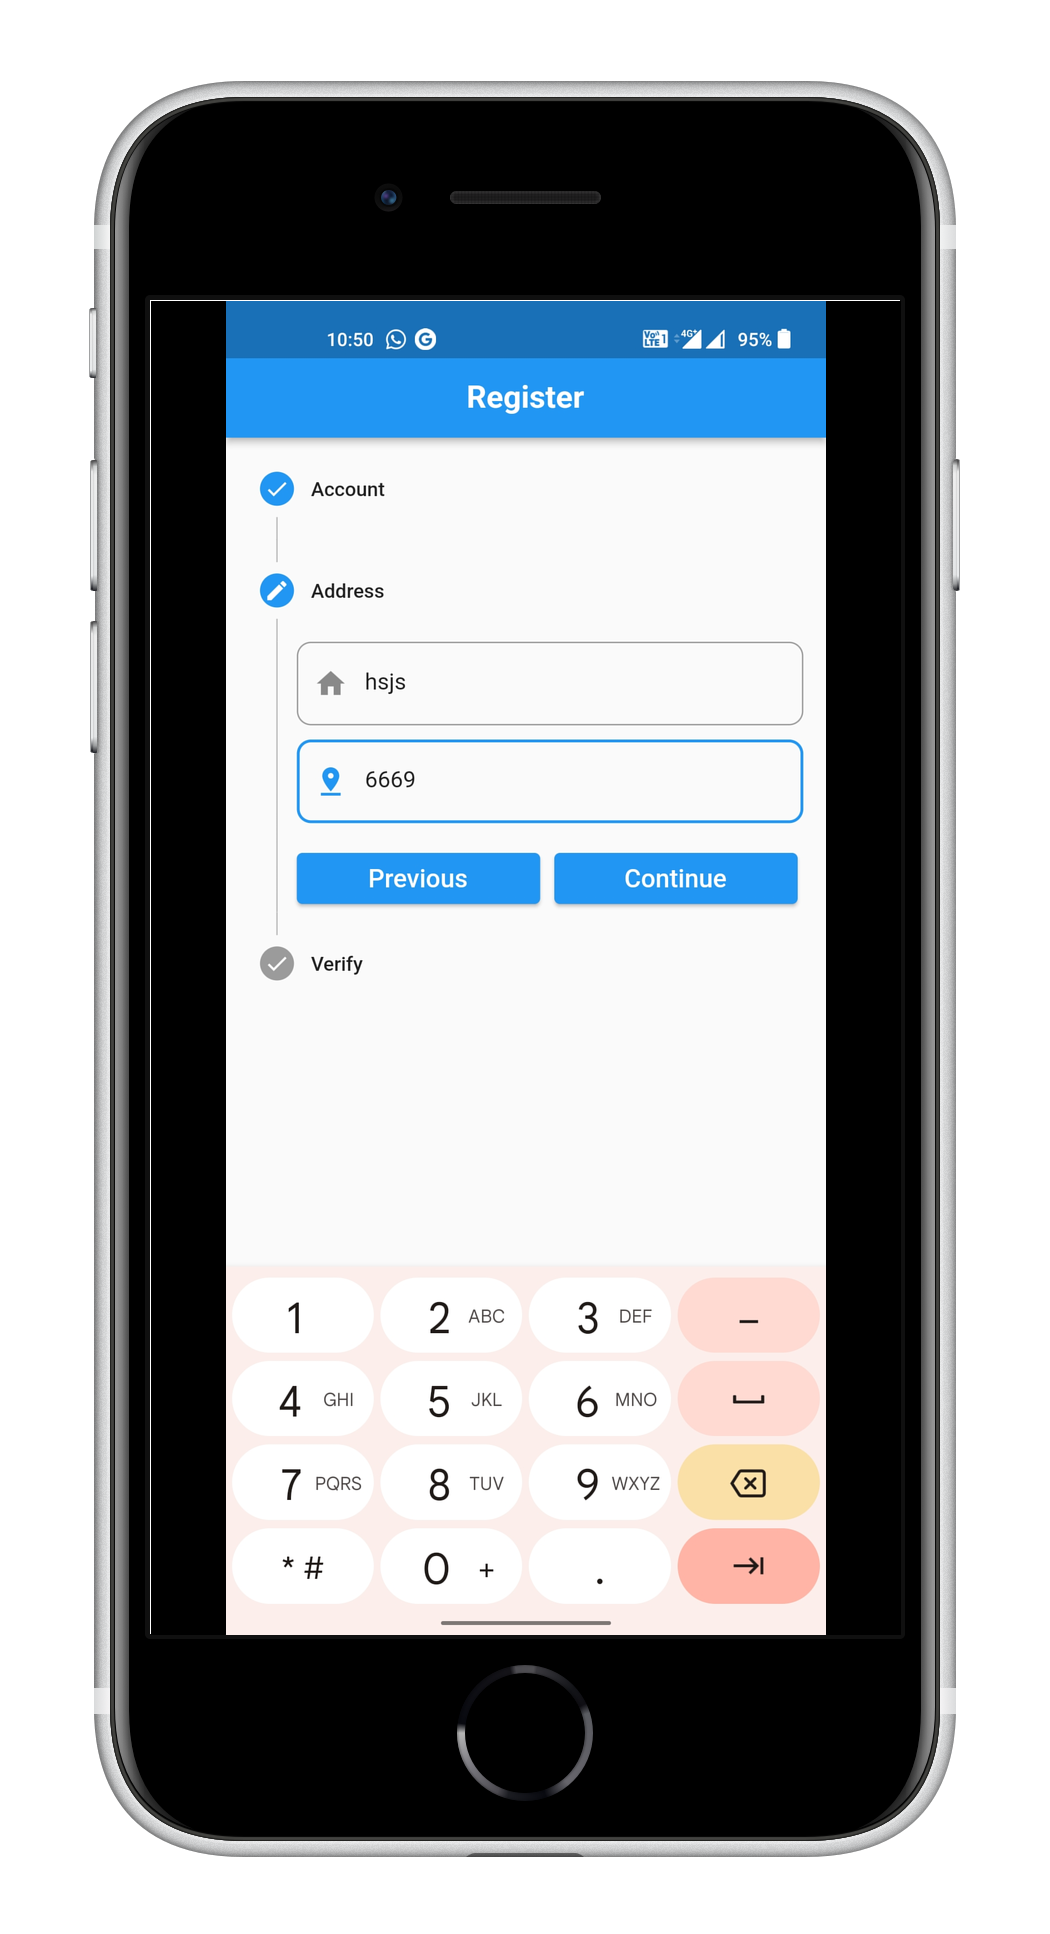 10:50 G Vo) LTE1 4G+ 95%
Register
Account
Address
hsjs
6669
Previous Continue
Verify
1 2 ABC 3 DEF –
4 GHI 5 JKL 6 MNO
7 PQRS 8 TUV 9 WXYZ
* # 0 + .